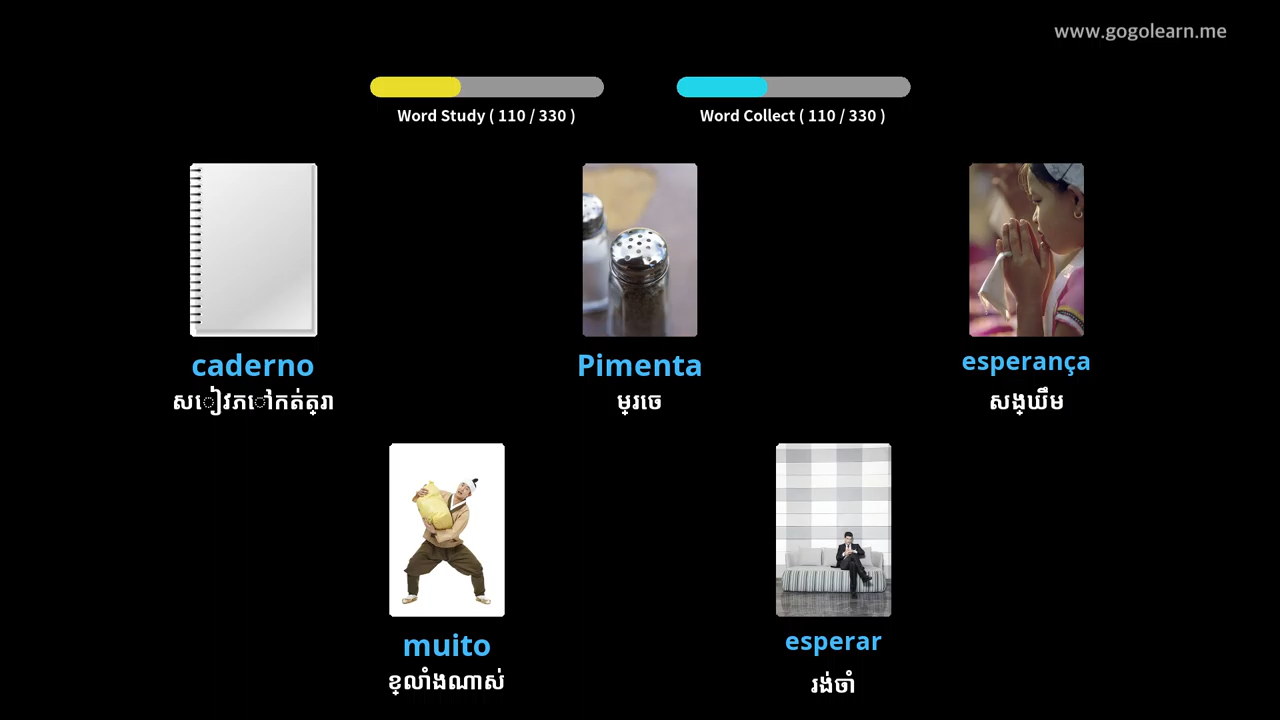 www.gogolearn.me
Word Study ( 110 / 330 )
Word Collect ( 110 / 330 )
caderno
សៀវភៅកត់ត្រា
Pimenta
ម្រេច
esperança
សង្ឃឹម
muito
ខ្លាំងណាស់
esperar
រង់ចាំ